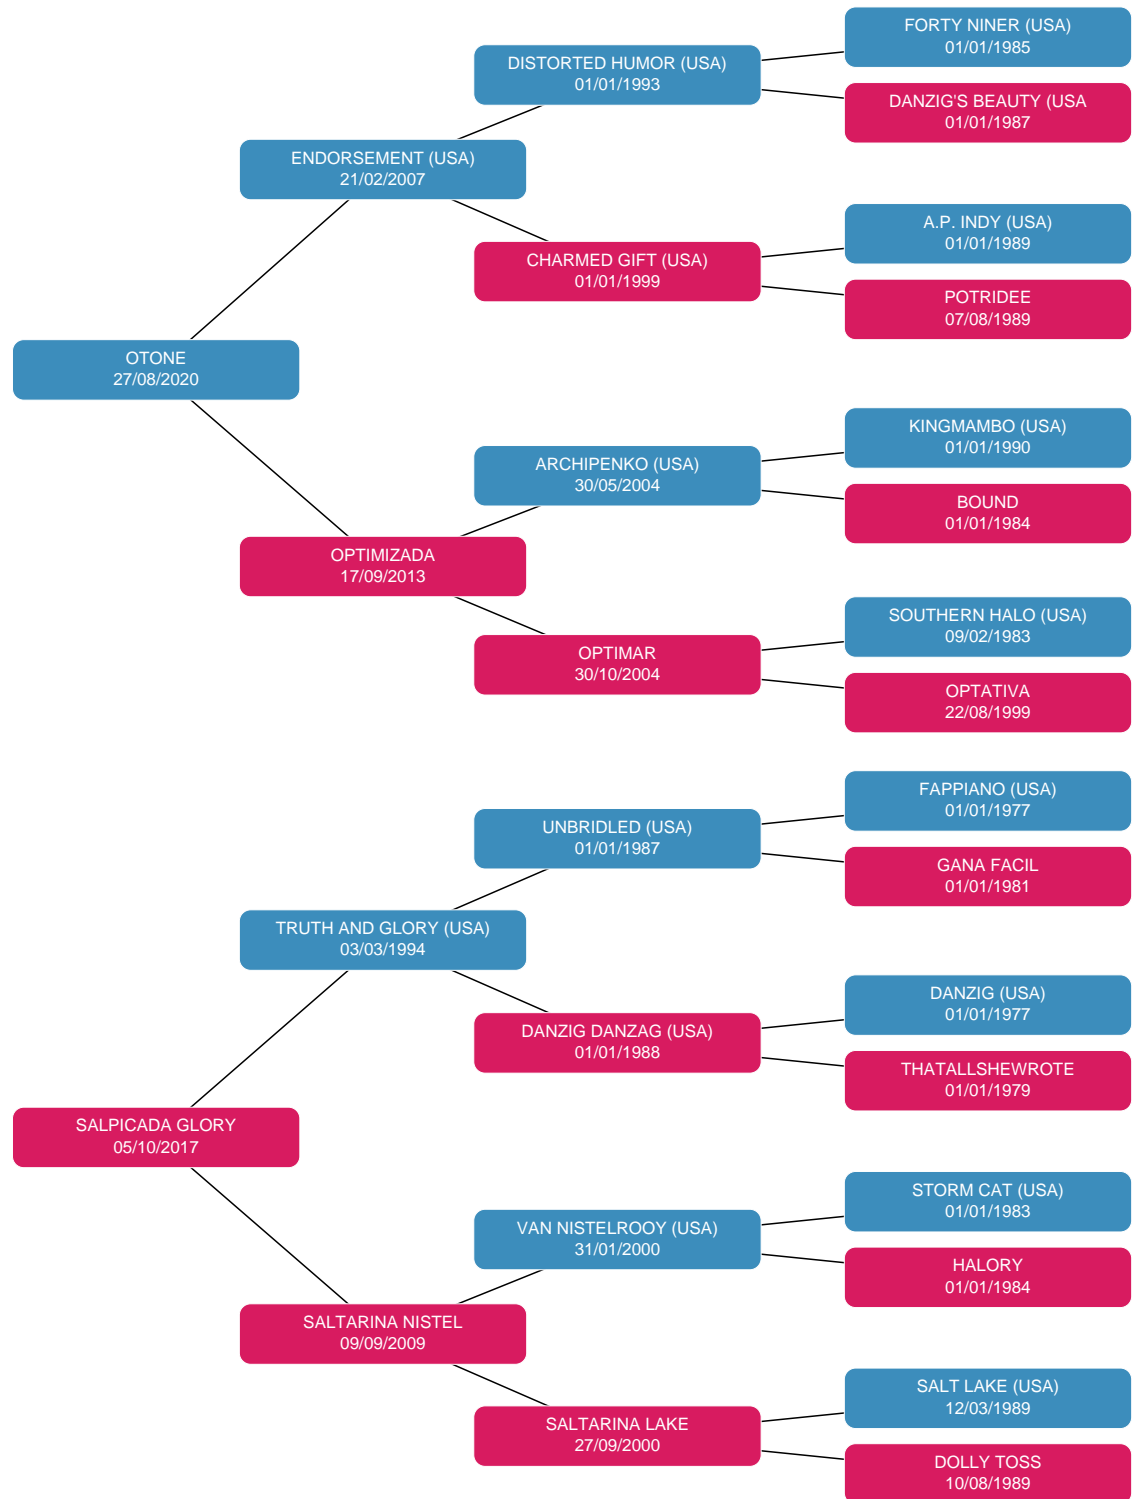 FORTY NINER (USA)
01/01/1985
DISTORTED HUMOR (USA)
01/01/1993
DANZIG'S BEAUTY (USA
01/01/1987
ENDORSEMENT (USA)
21/02/2007
A.P. INDY (USA)
01/01/1989
CHARMED GIFT (USA)
01/01/1999
POTRIDEE
07/08/1989
OTONE
27/08/2020
KINGMAMBO (USA)
01/01/1990
ARCHIPENKO (USA)
30/05/2004
BOUND
01/01/1984
OPTIMIZADA
17/09/2013
SOUTHERN HALO (USA)
09/02/1983
OPTIMAR
30/10/2004
OPTATIVA
22/08/1999
FAPPIANO (USA)
01/01/1977
UNBRIDLED (USA)
01/01/1987
GANA FACIL
01/01/1981
TRUTH AND GLORY (USA)
03/03/1994
DANZIG (USA)
01/01/1977
DANZIG DANZAG (USA)
01/01/1988
THATALLSHEWROTE
01/01/1979
SALPICADA GLORY
05/10/2017
STORM CAT (USA)
01/01/1983
VAN NISTELROOY (USA)
31/01/2000
HALORY
01/01/1984
SALTARINA NISTEL
09/09/2009
SALT LAKE (USA)
12/03/1989
SALTARINA LAKE
27/09/2000
DOLLY TOSS
10/08/1989